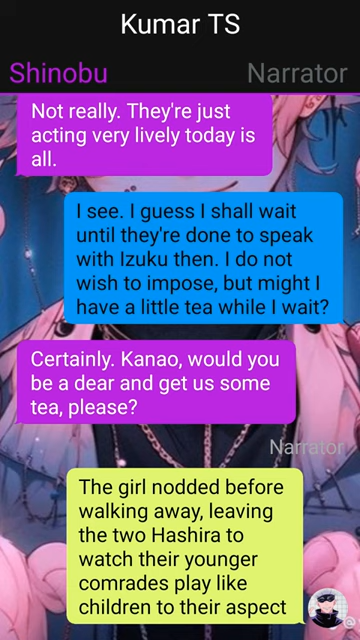 Kumar TS
Shinobu
Narrator
Not really. They're just
acting very lively today is
all.
I see. I guess I shall wait
until they're done to speak
with Izuku then. I do not
wish to impose, but might I
have a little tea while I wait?
Certainly. Kanao, would you
be a dear and get us some
tea, please?
Narrator
The girl nodded before
walking away, leaving
the two Hashira to
watch their younger
comrades play like
children to their aspect